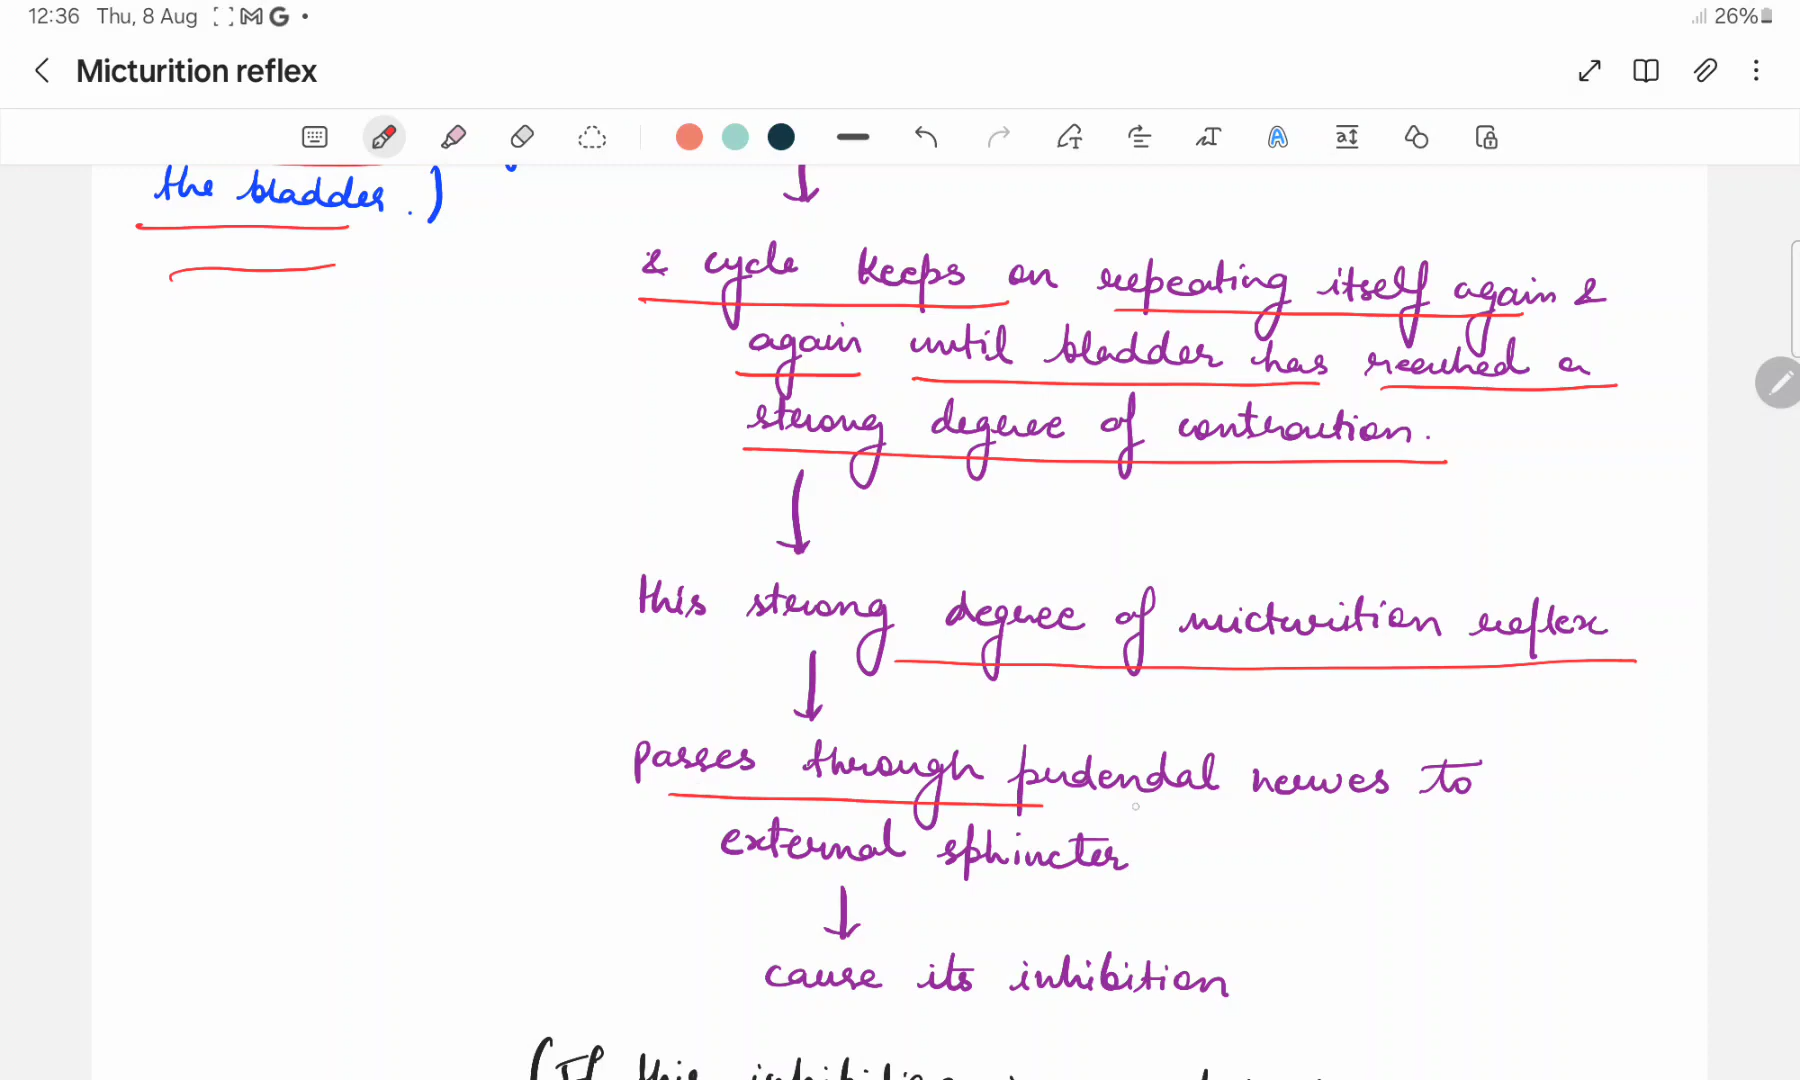 12:36 Thu, 8 Aug
26%
Micturition reflex
the bladder.)
& cycle keeps on repeating itself again &
again until bladder has reached a
strong degree of contraction.
this strong degree of micturition reflex
passes through pudendal nerves to
external sphincter
cause its inhibition
(If this